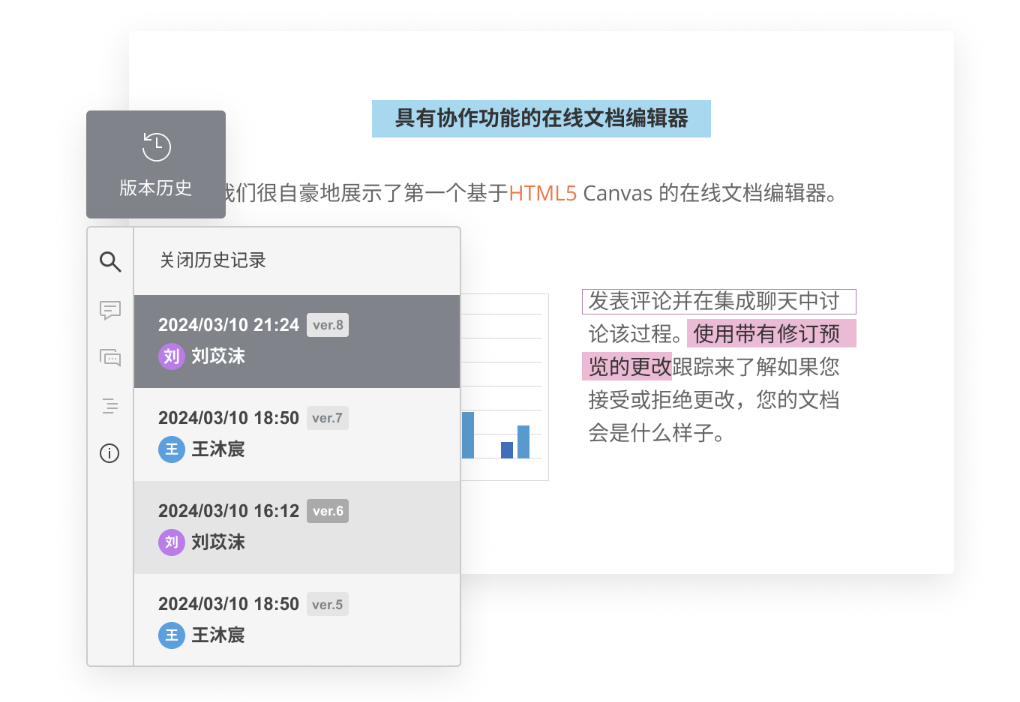 具有协作功能的在线文档编辑器
版本历史
我们很自豪地展示了第一个基于HTML5 Canvas 的在线文档编辑器。
关闭历史记录
2024/03/10 21:24 ver.8
刘 刘苡沫
2024/03/10 18:50 ver.7
王 王沐宸
2024/03/10 16:12 ver.6
刘 刘苡沫
2024/03/10 18:50 ver.5
王 王沐宸
发表评论并在集成聊天中讨
论该过程。使用带有修订预
览的更改跟踪来了解如果您
接受或拒绝更改，您的文档
会是什么样子。